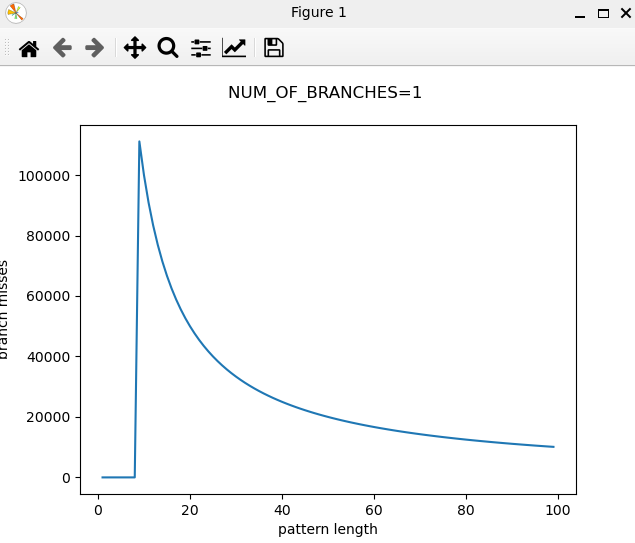 Figure 1
NUM_OF_BRANCHES=1
100000
80000
60000
40000
20000
0
branch misses
0 20 40 60 80 100
pattern length